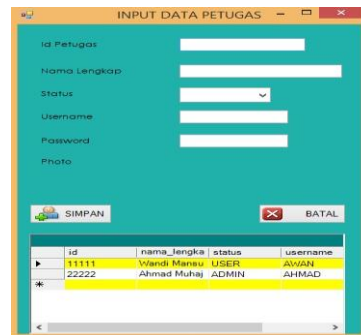 INPUT DATA PETUGAS
Id Petugas
Nama Lengkap
Status
Username
Password
Photo
SIMPAN BATAL
id nama_lengka status username
11111 Wandi Mansu USER AWAN
22222 Ahmad Muhaj ADMIN AHMAD